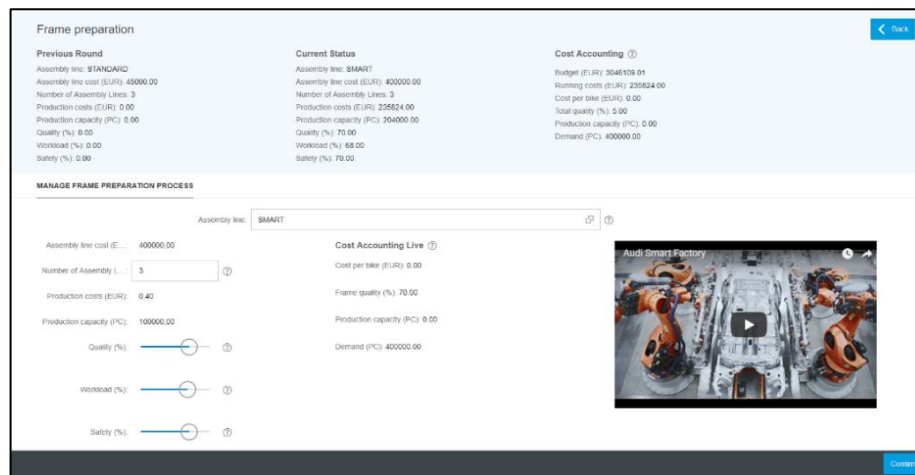 Frame preparation
Back
Previous Round
Assembly line: STANDARD
Assembly line cost (EUR): 45000.00
Number of Assembly Lines: 3
Production costs (EUR): 0.00
Production capacity (PC): 0.00
Quality (%): 0.00
Workload (%): 0.00
Safety (%): 0.00
Current Status
Assembly line: SMART
Assembly line cost (EUR): 400000.00
Number of Assembly Lines: 3
Production costs (EUR): 235824.00
Production capacity (PC): 204000.00
Quality (%): 70.00
Workload (%): 68.00
Safety (%): 70.00
Cost Accounting
Budget (EUR): 3046109.01
Running costs (EUR): 235824.00
Cost per bike (EUR): 0.00
Total quality (%): 5.00
Production capacity (PC): 0.00
Demand (PC): 400000.00
MANAGE FRAME PREPARATION PROCESS
Assembly line: SMART
Assembly line cost (E...: 400000.00
Number of Assembly L...: 3
Production costs (EUR): 0.40
Production capacity (PC): 100000.00
Quality (%):
Workload (%):
Safety (%):
Cost Accounting Live
Cost per bike (EUR): 0.00
Frame quality (%): 70.00
Production capacity (PC): 0.00
Demand (PC): 400000.00
Audi Smart Factory
Confirm